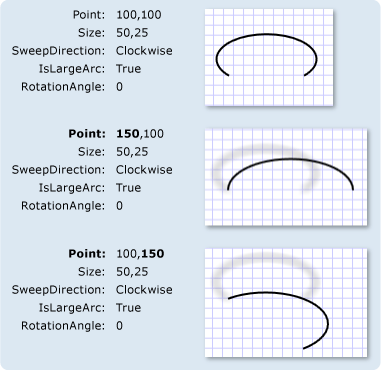 Point: 100,100
Size: 50,25
SweepDirection: Clockwise
IsLargeArc: True
RotationAngle: 0
Point: 150,100
Size: 50,25
SweepDirection: Clockwise
IsLargeArc: True
RotationAngle: 0
Point: 100,150
Size: 50,25
SweepDirection: Clockwise
IsLargeArc: True
RotationAngle: 0